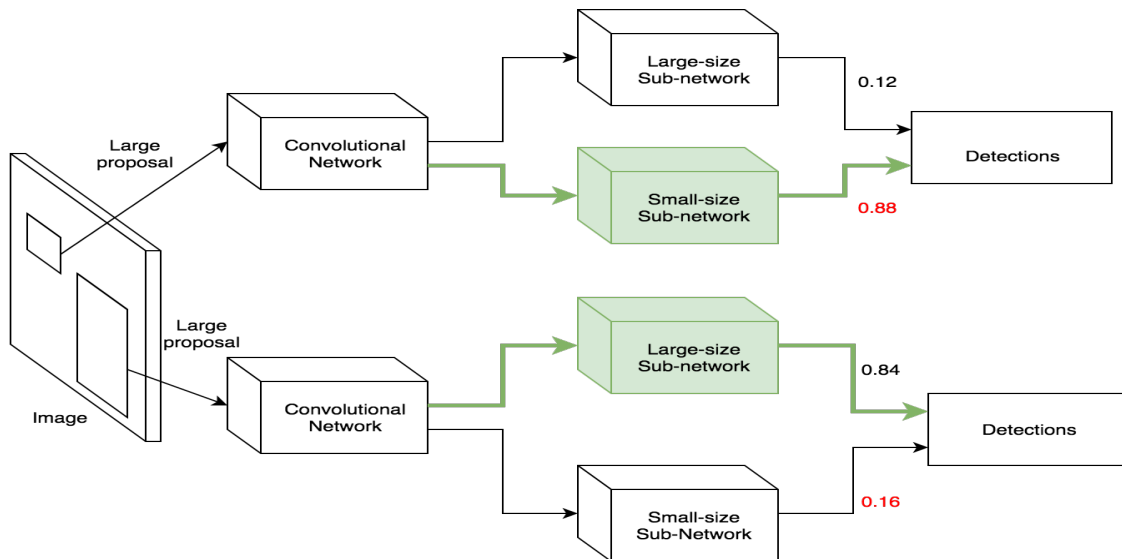 Large-size
Sub-network
0.12
Large
proposal
Convolutional
Network
Detections
Small-size
Sub-network
0.88
Large
proposal
Large-size
Sub-network
0.84
Image
Convolutional
Network
Detections
0.16
Small-size
Sub-Network